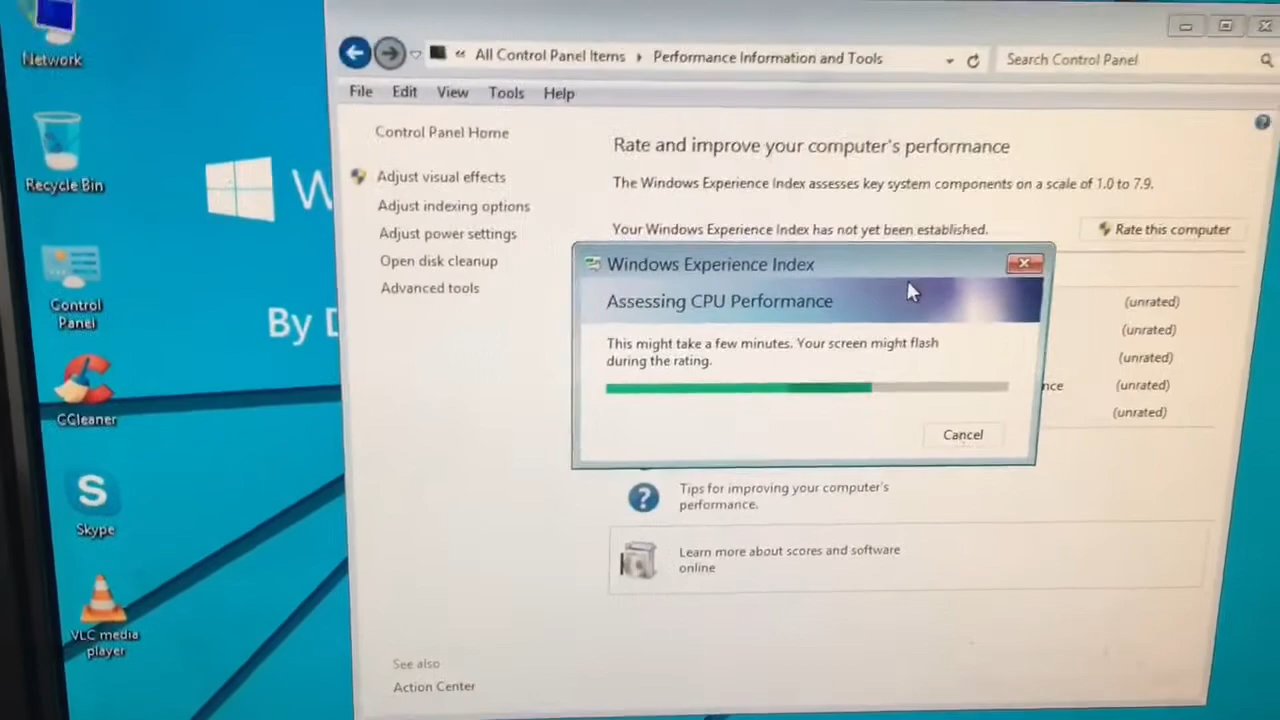 Network
Recycle Bin
Control
Panel
CCleaner
Skype
VLC media
player
W
By D
« All Control Panel Items › Performance Information and Tools
Search Control Panel
File Edit View Tools Help
Control Panel Home
Adjust visual effects
Adjust indexing options
Adjust power settings
Open disk cleanup
Advanced tools
See also
Action Center
Rate and improve your computer's performance
The Windows Experience Index assesses key system components on a scale of 1.0 to 7.9.
Your Windows Experience Index has not yet been established.
Rate this computer
Windows Experience Index
Assessing CPU Performance
This might take a few minutes. Your screen might flash
during the rating.
Cancel
(unrated)
(unrated)
(unrated)
nce (unrated)
(unrated)
Tips for improving your computer's
performance.
Learn more about scores and software
online